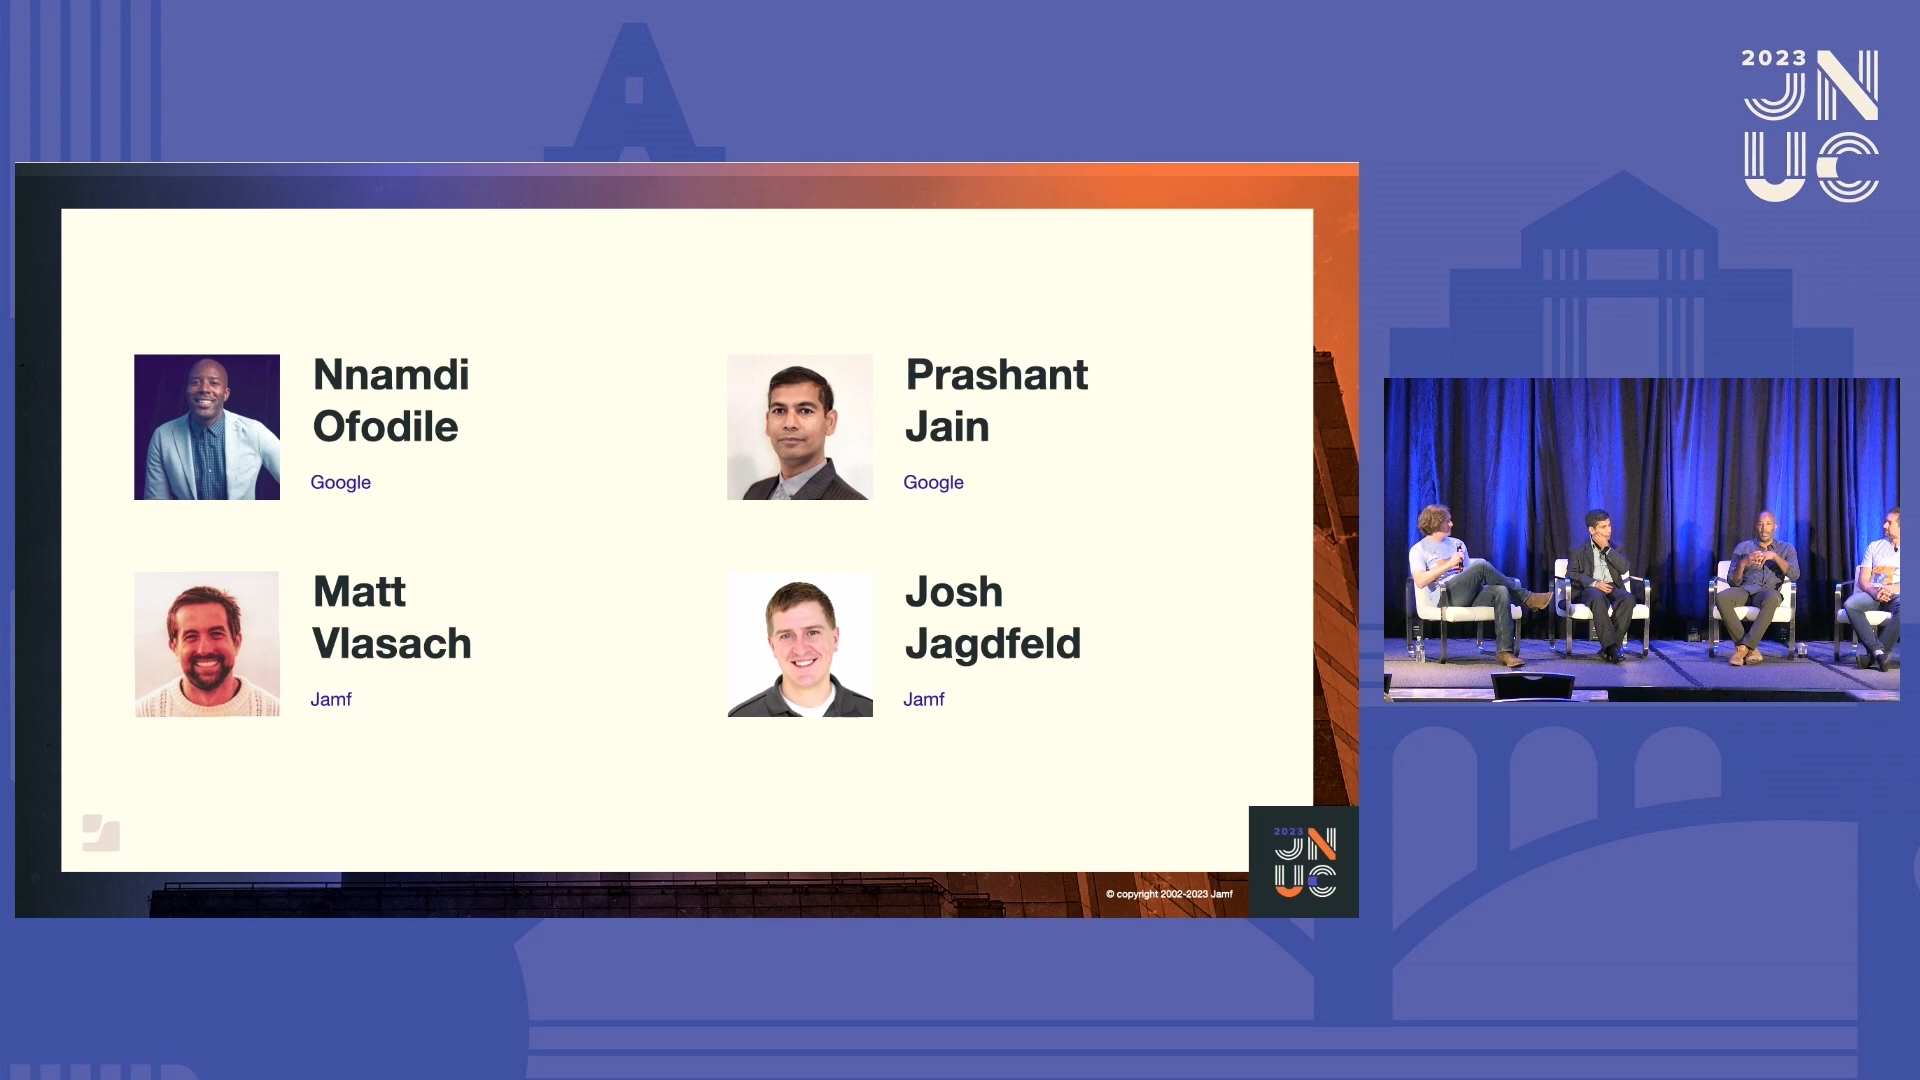 2023
JN
UC
Nnamdi
Ofodile
Google
Prashant
Jain
Google
Matt
Vlasach
Jamf
Josh
Jagdfeld
Jamf
© copyright 2002-2023 Jamf
2023
JN
UC